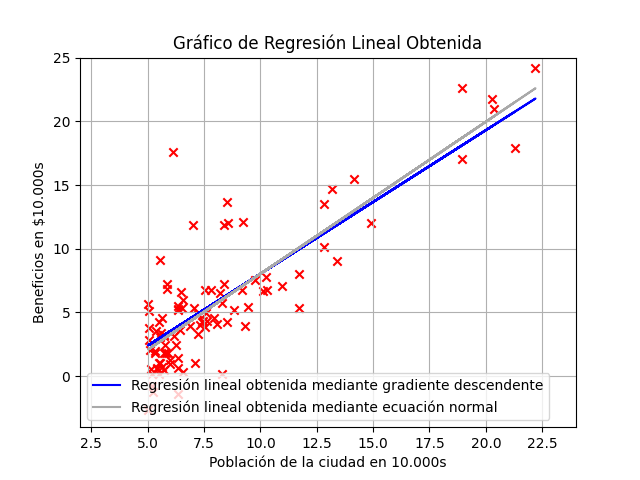 Gráfico de Regresión Lineal Obtenida
25
20
15
10
5
0
Beneficios en $10.000s
Regresión lineal obtenida mediante gradiente descendente
Regresión lineal obtenida mediante ecuación normal
2.5 5.0 7.5 10.0 12.5 15.0 17.5 20.0 22.5
Población de la ciudad en 10.000s